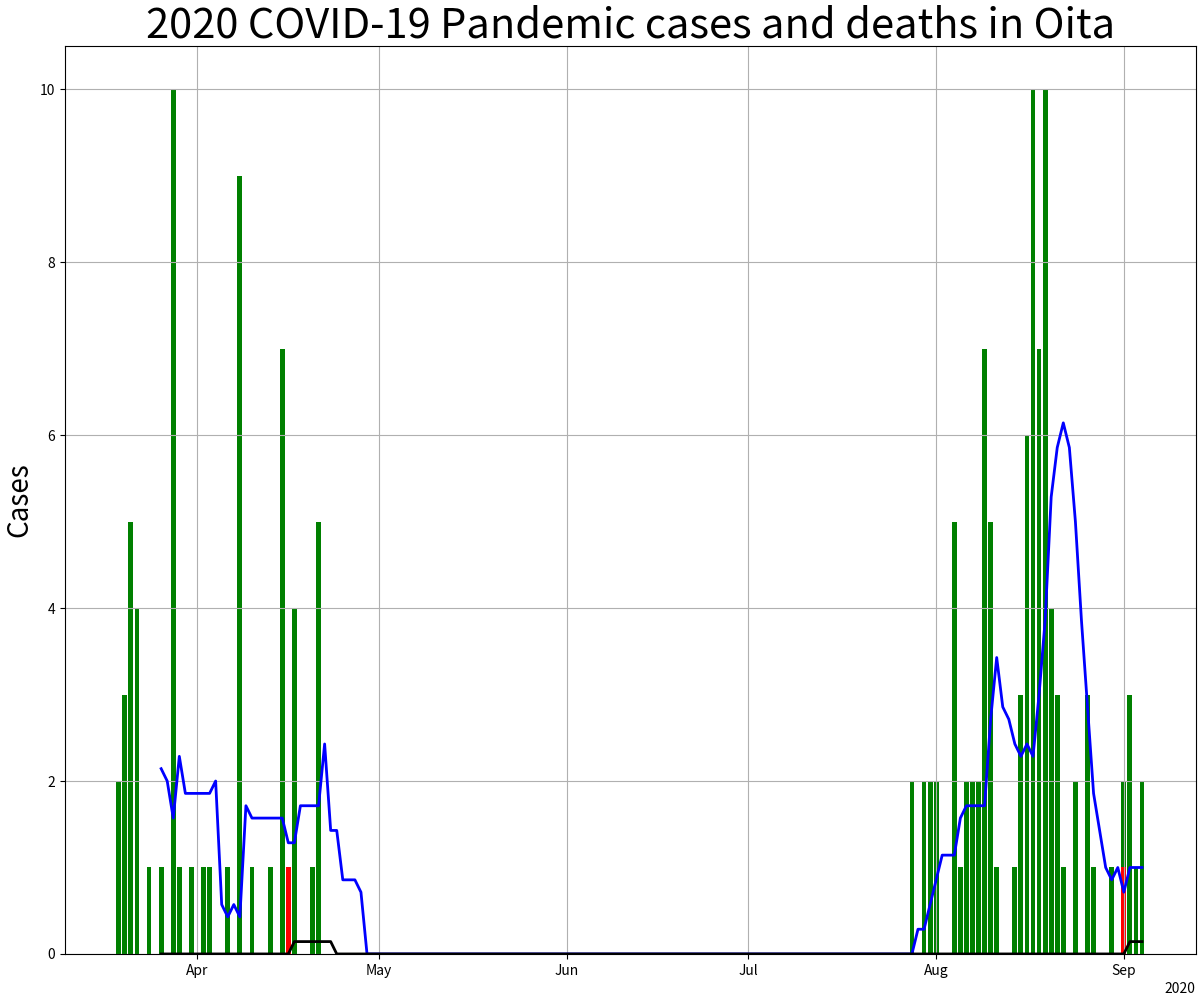 2020 COVID-19 Pandemic cases and deaths in Oita
Cases
10
8
6
4
2
0
Apr
May
Jun
Jul
Aug
Sep
2020